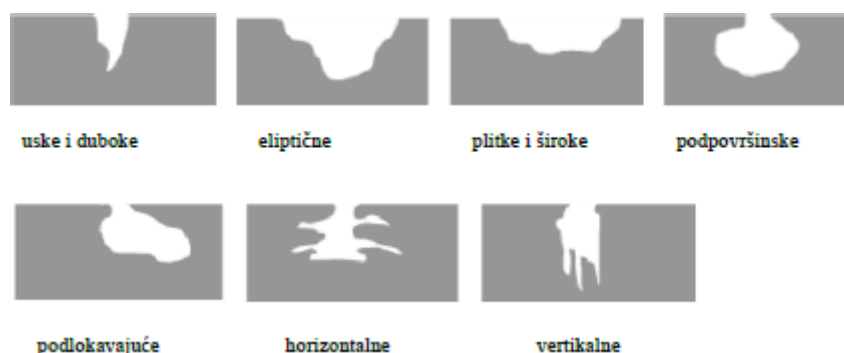 uske i duboke
eliptične
plitke i široke
podpovršinske
podlokavajuće
horizontalne
vertikalne